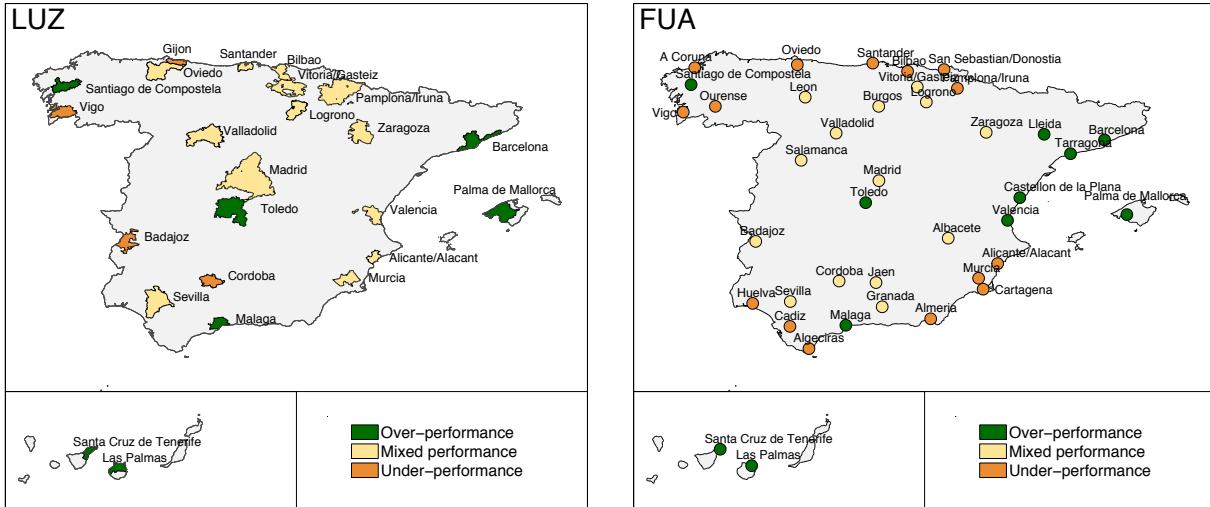 LUZ
Gijon
Santander
Bilbao
Oviedo
Vitoria/Gasteiz
Santiago de Compostela
Pamplona/Iruna
Vigo
Logrono
Valladolid
Zaragoza
Barcelona
Madrid
Palma de Mallorca
Toledo
Valencia
Badajoz
Alicante/Alacant
Cordoba
Murcia
Sevilla
Malaga
Santa Cruz de Tenerife
Las Palmas
Over−performance
Mixed performance
Under−performance
FUA
A Coruna
Oviedo
Santander
Bilbao
San Sebastian/Donostia
Santiago de Compostela
Vitoria/Gasteiz
Pamplona/Iruna
Leon
Ourense
Burgos
Logrono
Vigo
Valladolid
Zaragoza
Lleida
Barcelona
Tarragona
Salamanca
Madrid
Toledo
Castellon de la Plana
Palma de Mallorca
Valencia
Badajoz
Albacete
Alicante/Alacant
Cordoba
Jaen
Murcia
Huelva
Sevilla
Cartagena
Granada
Cadiz
Malaga
Almeria
Algeciras
Santa Cruz de Tenerife
Las Palmas
Over−performance
Mixed performance
Under−performance